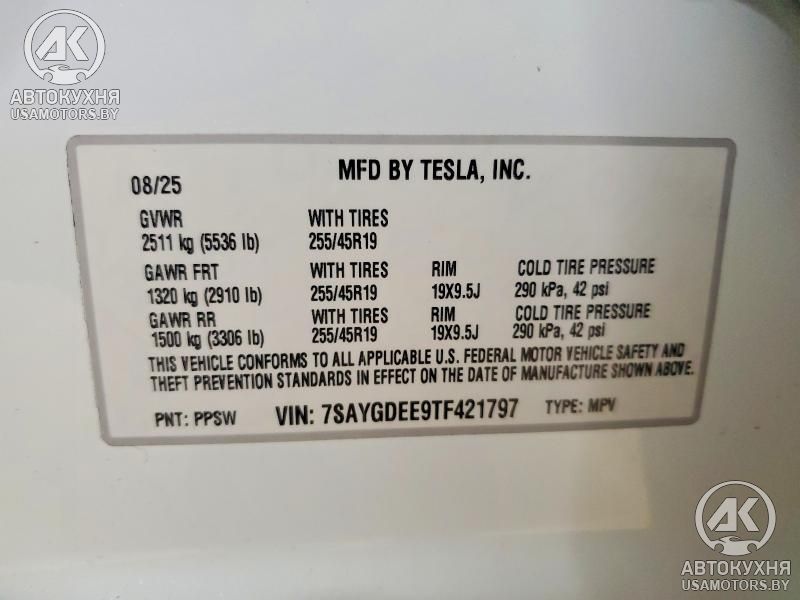 АК
АВТОКУХНЯ
USAMOTORS.BY
MFD BY TESLA, INC.
08/25
GVWR WITH TIRES
2511 kg (5536 lb) 255/45R19
GAWR FRT WITH TIRES RIM COLD TIRE PRESSURE
1320 kg (2910 lb) 255/45R19 19X9.5J 290 kPa, 42 psi
GAWR RR WITH TIRES RIM COLD TIRE PRESSURE
1500 kg (3306 lb) 255/45R19 19X9.5J 290 kPa, 42 psi
THIS VEHICLE CONFORMS TO ALL APPLICABLE U.S. FEDERAL MOTOR VEHICLE SAFETY AND
THEFT PREVENTION STANDARDS IN EFFECT ON THE DATE OF MANUFACTURE SHOWN ABOVE.
PNT: PPSW VIN: 7SAYGDEE9TF421797 TYPE: MPV
АК
АВТОКУХНЯ
USAMOTORS.BY